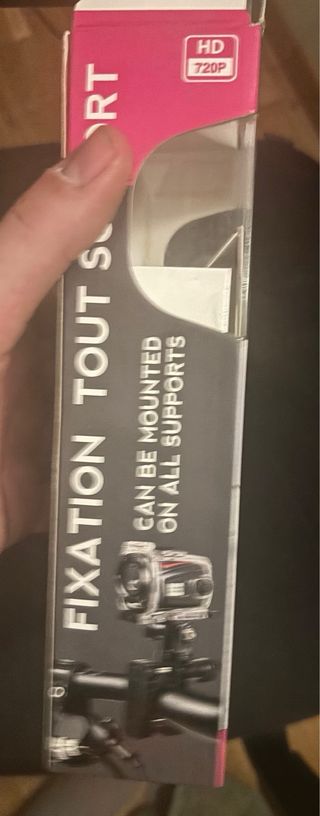 HD
720P
FIXATION TOUT
CAN BE MOUNTED
ON ALL SUPPORTS